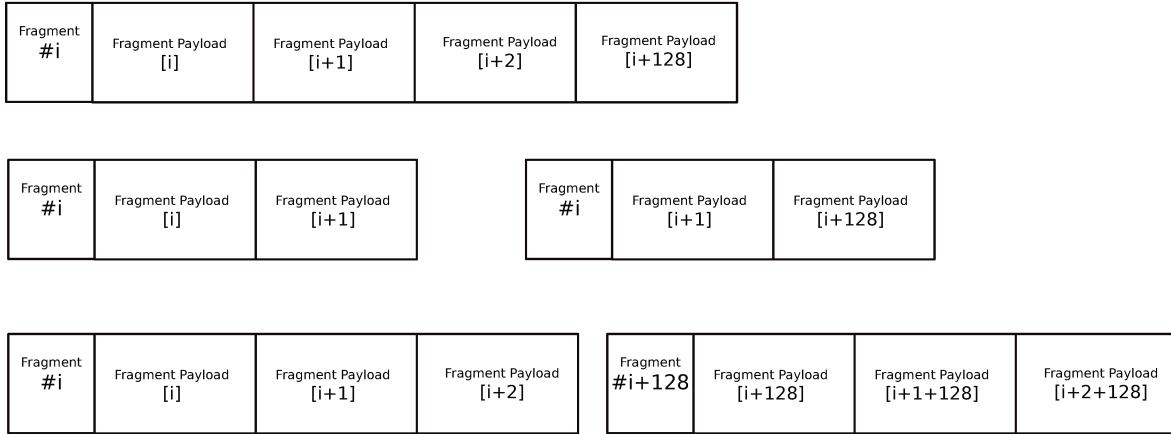 Fragment
#i
Fragment Payload
[i]
Fragment Payload
[i+1]
Fragment Payload
[i+2]
Fragment Payload
[i+128]
Fragment
#i
Fragment Payload
[i]
Fragment Payload
[i+1]
Fragment
#i
Fragment Payload
[i+1]
Fragment Payload
[i+128]
Fragment
#i
Fragment Payload
[i]
Fragment Payload
[i+1]
Fragment Payload
[i+2]
Fragment
#i+128
Fragment Payload
[i+128]
Fragment Payload
[i+1+128]
Fragment Payload
[i+2+128]